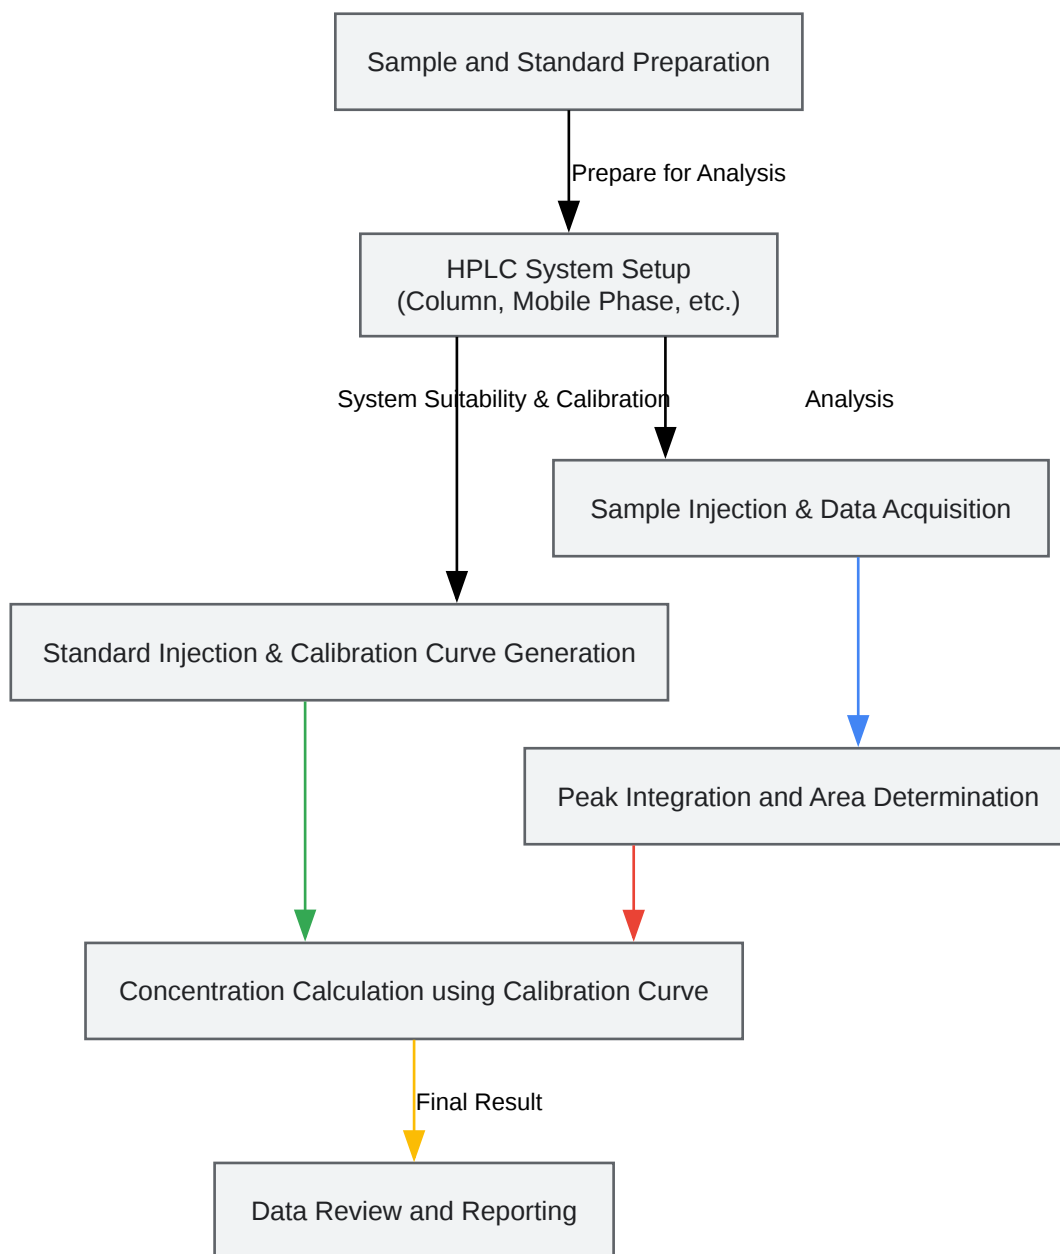 Sample and Standard Preparation
Prepare for Analysis
HPLC System Setup
(Column, Mobile Phase, etc.)
System Suitability & Calibration
Analysis
Sample Injection & Data Acquisition
Standard Injection & Calibration Curve Generation
Peak Integration and Area Determination
Concentration Calculation using Calibration Curve
Final Result
Data Review and Reporting